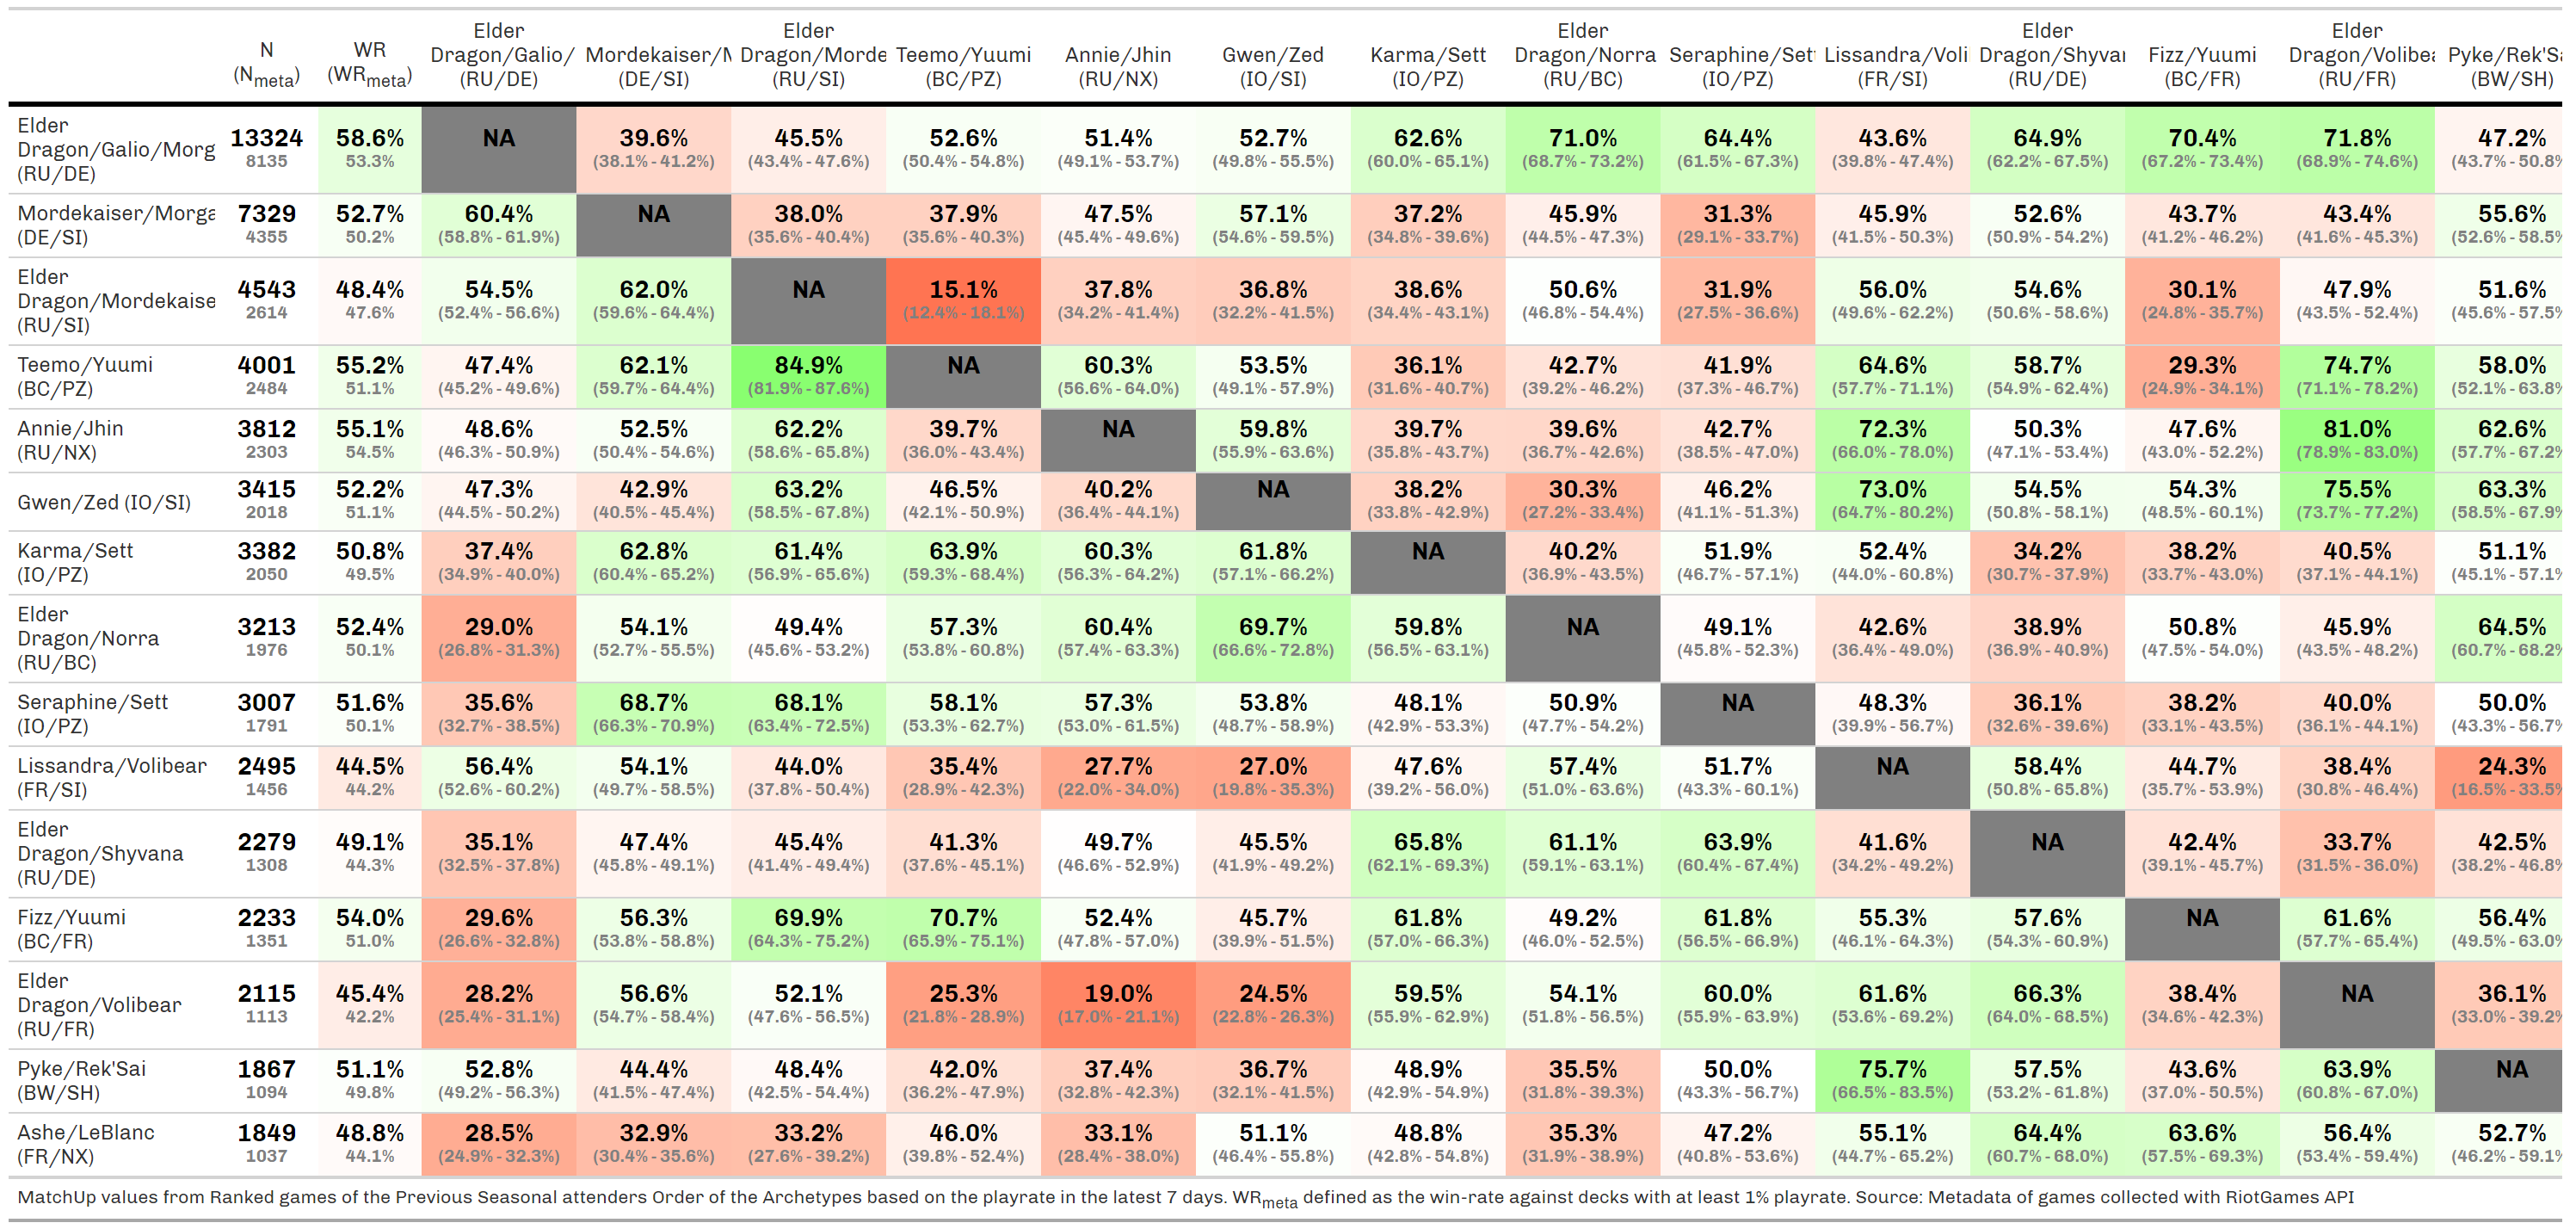 N (Nmeta) WR (WRmeta) Elder Dragon/Galio/ (RU/DE) Mordekaiser/M (DE/SI) Elder Dragon/Morde (RU/SI) Teemo/Yuumi (BC/PZ) Annie/Jhin (RU/NX) Gwen/Zed (IO/SI) Karma/Sett (IO/PZ) Elder Dragon/Norra (RU/BC) Seraphine/Sett (IO/PZ) Lissandra/Voli (FR/SI) Elder Dragon/Shyvar (RU/DE) Fizz/Yuumi (BC/FR) Elder Dragon/Volibea (RU/FR) Pyke/Rek'Sa (BW/SH)
Elder
Dragon/Galio/Morg 13324 58.6% NA 39.6% 45.5% 52.6% 51.4% 52.7% 62.6% 71.0% 64.4% 43.6% 64.9% 70.4% 71.8% 47.2%
(RU/DE) 8135 53.3% (38.1% - 41.2%) (43.4% - 47.6%) (50.4% - 54.8%) (49.1% - 53.7%) (49.8% - 55.5%) (60.0% - 65.1%) (68.7% - 73.2%) (61.5% - 67.3%) (39.8% - 47.4%) (62.2% - 67.5%) (67.2% - 73.4%) (68.9% - 74.6%) (43.7% - 50.8%
Mordekaiser/Morga 7329 52.7% 60.4% NA 38.0% 37.9% 47.5% 57.1% 37.2% 45.9% 31.3% 45.9% 52.6% 43.7% 43.4% 55.6%
(DE/SI) 4355 50.2% (58.8% - 61.9%) (35.6% - 40.4%) (35.6% - 40.3%) (45.4% - 49.6%) (54.6% - 59.5%) (34.8% - 39.6%) (44.5% - 47.3%) (29.1% - 33.7%) (41.5% - 50.3%) (50.9% - 54.2%) (41.2% - 46.2%) (41.6% - 45.3%) (52.6% - 58.5%
Elder
Dragon/Mordekaise 4543 48.4% 54.5% 62.0% NA 15.1% 37.8% 36.8% 38.6% 50.6% 31.9% 56.0% 54.6% 30.1% 47.9% 51.6%
(RU/SI) 2614 47.6% (52.4% - 56.6%) (59.6% - 64.4%) (12.4% - 18.1%) (34.2% - 41.4%) (32.2% - 41.5%) (34.4% - 43.1%) (46.8% - 54.4%) (27.5% - 36.6%) (49.6% - 62.2%) (50.6% - 58.6%) (24.8% - 35.7%) (43.5% - 52.4%) (45.6% - 57.5%
Teemo/Yuumi 4001 55.2% 47.4% 62.1% 84.9% NA 60.3% 53.5% 36.1% 42.7% 41.9% 64.6% 58.7% 29.3% 74.7% 58.0%
(BC/PZ) 2484 51.1% (45.2% - 49.6%) (59.7% - 64.4%) (81.9% - 87.6%) (56.6% - 64.0%) (49.1% - 57.9%) (31.6% - 40.7%) (39.2% - 46.2%) (37.3% - 46.7%) (57.7% - 71.1%) (54.9% - 62.4%) (24.9% - 34.1%) (71.1% - 78.2%) (52.1% - 63.8%
Annie/Jhin 3812 55.1% 48.6% 52.5% 62.2% 39.7% NA 59.8% 39.7% 39.6% 42.7% 72.3% 50.3% 47.6% 81.0% 62.6%
(RU/NX) 2303 54.5% (46.3% - 50.9%) (50.4% - 54.6%) (58.6% - 65.8%) (36.0% - 43.4%) (55.9% - 63.6%) (35.8% - 43.7%) (36.7% - 42.6%) (38.5% - 47.0%) (66.0% - 78.0%) (47.1% - 53.4%) (43.0% - 52.2%) (78.9% - 83.0%) (57.7% - 67.2%
Gwen/Zed (IO/SI) 3415 52.2% 47.3% 42.9% 63.2% 46.5% 40.2% NA 38.2% 30.3% 46.2% 73.0% 54.5% 54.3% 75.5% 63.3%
2018 51.1% (44.5% - 50.2%) (40.5% - 45.4%) (58.5% - 67.8%) (42.1% - 50.9%) (36.4% - 44.1%) (33.8% - 42.9%) (27.2% - 33.4%) (41.1% - 51.3%) (64.7% - 80.2%) (50.8% - 58.1%) (48.5% - 60.1%) (73.7% - 77.2%) (58.5% - 67.9%
Karma/Sett 3382 50.8% 37.4% 62.8% 61.4% 63.9% 60.3% 61.8% NA 40.2% 51.9% 52.4% 34.2% 38.2% 40.5% 51.1%
(IO/PZ) 2050 49.5% (34.9% - 40.0%) (60.4% - 65.2%) (56.9% - 65.6%) (59.3% - 68.4%) (56.3% - 64.2%) (57.1% - 66.2%) (36.9% - 43.5%) (46.7% - 57.1%) (44.0% - 60.8%) (30.7% - 37.9%) (33.7% - 43.0%) (37.1% - 44.1%) (45.1% - 57.1%
Elder
Dragon/Norra 3213 52.4% 29.0% 54.1% 49.4% 57.3% 60.4% 69.7% 59.8% NA 49.1% 42.6% 38.9% 50.8% 45.9% 64.5%
(RU/BC) 1976 50.1% (26.8% - 31.3%) (52.7% - 55.5%) (45.6% - 53.2%) (53.8% - 60.8%) (57.4% - 63.3%) (66.6% - 72.8%) (56.5% - 63.1%) (45.8% - 52.3%) (36.4% - 49.0%) (36.9% - 40.9%) (47.5% - 54.0%) (43.5% - 48.2%) (60.7% - 68.2%
Seraphine/Sett 3007 51.6% 35.6% 68.7% 68.1% 58.1% 57.3% 53.8% 48.1% 50.9% NA 48.3% 36.1% 38.2% 40.0% 50.0%
(IO/PZ) 1791 50.1% (32.7% - 38.5%) (66.3% - 70.9%) (63.4% - 72.5%) (53.3% - 62.7%) (53.0% - 61.5%) (48.7% - 58.9%) (42.9% - 53.3%) (47.7% - 54.2%) (39.9% - 56.7%) (32.6% - 39.6%) (33.1% - 43.5%) (36.1% - 44.1%) (43.3% - 56.7%
Lissandra/Volibear 2495 44.5% 56.4% 54.1% 44.0% 35.4% 27.7% 27.0% 47.6% 57.4% 51.7% NA 58.4% 44.7% 38.4% 24.3%
(FR/SI) 1456 44.2% (52.6% - 60.2%) (49.7% - 58.5%) (37.8% - 50.4%) (28.9% - 42.3%) (22.0% - 34.0%) (19.8% - 35.3%) (39.2% - 56.0%) (51.0% - 63.6%) (43.3% - 60.1%) (50.8% - 65.8%) (35.7% - 53.9%) (30.8% - 46.4%) (16.5% - 33.5%
Elder
Dragon/Shyvana 2279 49.1% 35.1% 47.4% 45.4% 41.3% 49.7% 45.5% 65.8% 61.1% 63.9% 41.6% NA 42.4% 33.7% 42.5%
(RU/DE) 1308 44.3% (32.5% - 37.8%) (45.8% - 49.1%) (41.4% - 49.4%) (37.6% - 45.1%) (46.6% - 52.9%) (41.9% - 49.2%) (62.1% - 69.3%) (59.1% - 63.1%) (60.4% - 67.4%) (34.2% - 49.2%) (39.1% - 45.7%) (31.5% - 36.0%) (38.2% - 46.8%
Fizz/Yuumi 2233 54.0% 29.6% 56.3% 69.9% 70.7% 52.4% 45.7% 61.8% 49.2% 61.8% 55.3% 57.6% NA 61.6% 56.4%
(BC/FR) 1351 51.0% (26.6% - 32.8%) (53.8% - 58.8%) (64.3% - 75.2%) (65.9% - 75.1%) (47.8% - 57.0%) (39.9% - 51.5%) (57.0% - 66.3%) (46.0% - 52.5%) (56.5% - 66.9%) (46.1% - 64.3%) (54.3% - 60.9%) (57.7% - 65.4%) (49.5% - 63.0%
Elder
Dragon/Volibear 2115 45.4% 28.2% 56.6% 52.1% 25.3% 19.0% 24.5% 59.5% 54.1% 60.0% 61.6% 66.3% 38.4% NA 36.1%
(RU/FR) 1113 42.2% (25.4% - 31.1%) (54.7% - 58.4%) (47.6% - 56.5%) (21.8% - 28.9%) (17.0% - 21.1%) (22.8% - 26.3%) (55.9% - 62.9%) (51.8% - 56.5%) (55.9% - 63.9%) (53.6% - 69.2%) (64.0% - 68.5%) (34.6% - 42.3%) (33.0% - 39.2%
Pyke/Rek'Sai 1867 51.1% 52.8% 44.4% 48.4% 42.0% 37.4% 36.7% 48.9% 35.5% 50.0% 75.7% 57.5% 43.6% 63.9% NA
(BW/SH) 1094 49.8% (49.2% - 56.3%) (41.5% - 47.4%) (42.5% - 54.4%) (36.2% - 47.9%) (32.8% - 42.3%) (32.1% - 41.5%) (42.9% - 54.9%) (31.8% - 39.3%) (43.3% - 56.7%) (66.5% - 83.5%) (53.2% - 61.8%) (37.0% - 50.5%) (60.8% - 67.0%)
Ashe/LeBlanc 1849 48.8% 28.5% 32.9% 33.2% 46.0% 33.1% 51.1% 48.8% 35.3% 47.2% 55.1% 64.4% 63.6% 56.4% 52.7%
(FR/NX) 1037 44.1% (24.9% - 32.3%) (30.4% - 35.6%) (27.6% - 39.2%) (39.8% - 52.4%) (28.4% - 38.0%) (46.4% - 55.8%) (42.8% - 54.8%) (31.9% - 38.9%) (40.8% - 53.6%) (44.7% - 65.2%) (60.7% - 68.0%) (57.5% - 69.3%) (53.4% - 59.4%) (46.2% - 59.1%
MatchUp values from Ranked games of the Previous Seasonal attenders Order of the Archetypes based on the playrate in the latest 7 days. WRmeta defined as the win-rate against decks with at least 1% playrate. Source: Metadata of games collected with RiotGames API